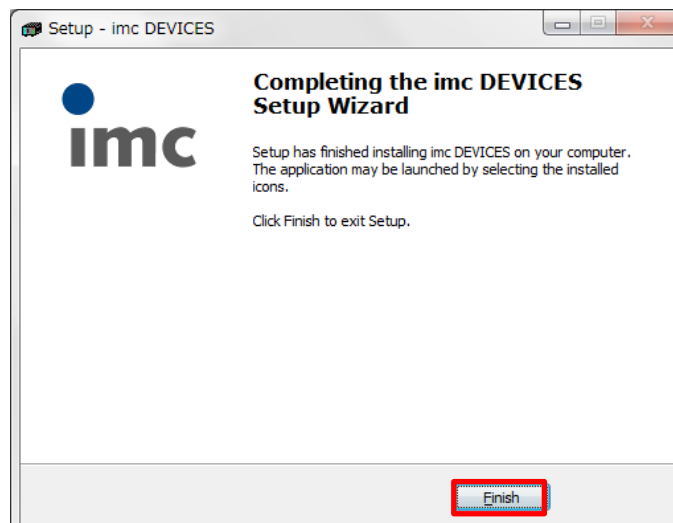 Setup - imc DEVICES
imc
Completing the imc DEVICES
Setup Wizard
Setup has finished installing imc DEVICES on your computer.
The application may be launched by selecting the installed
icons.
Click Finish to exit Setup.
Finish